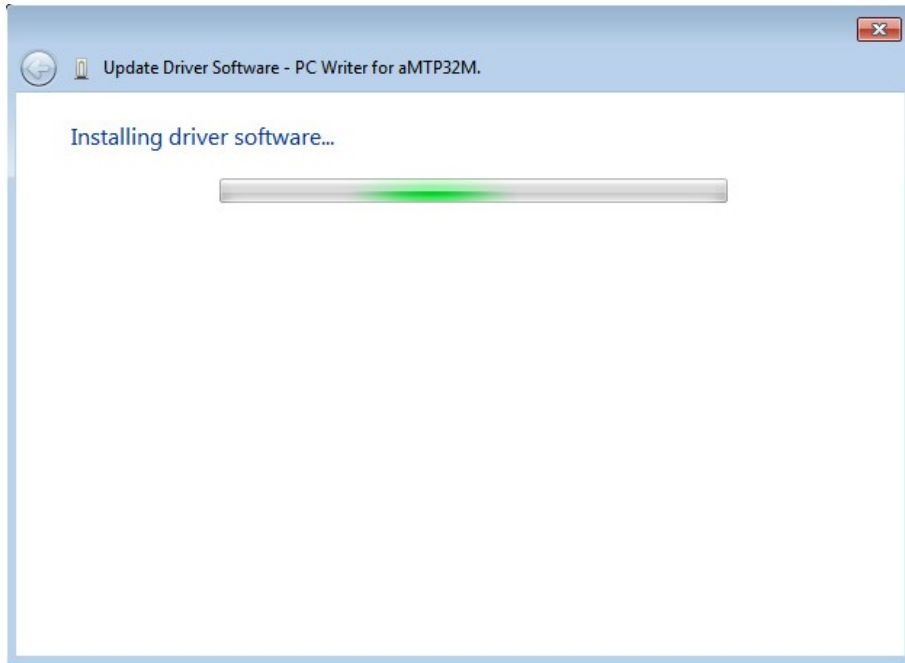 Update Driver Software - PC Writer for aMTP32M.
Installing driver software...